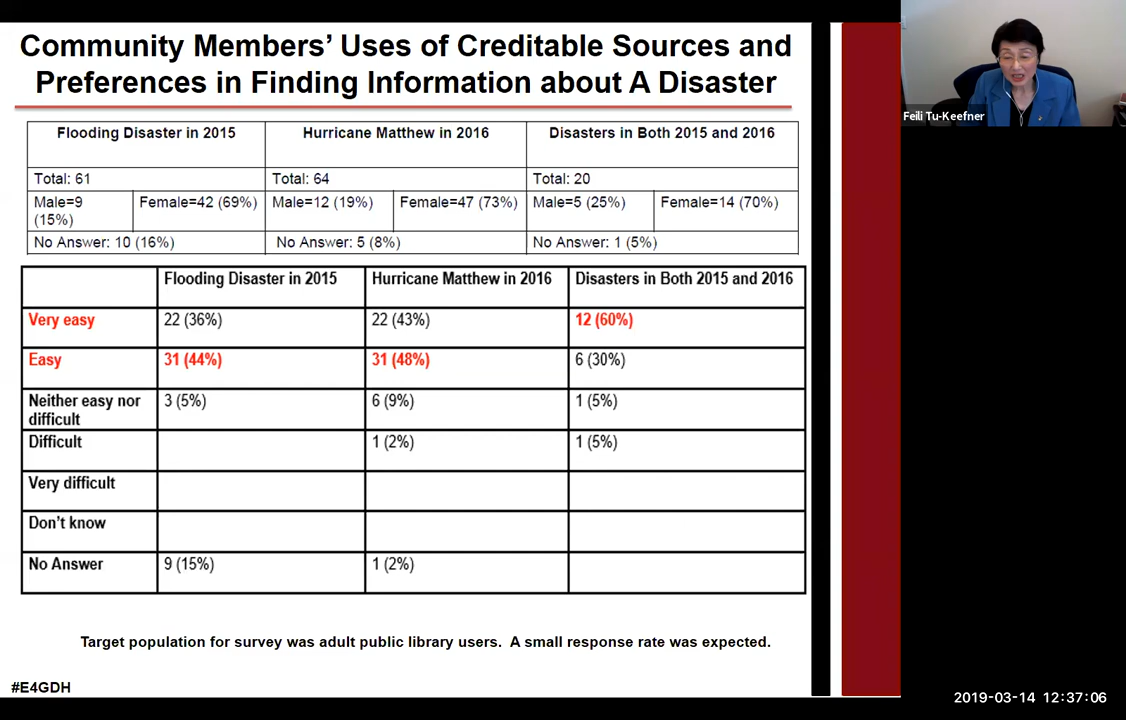 Community Members' Uses of Creditable Sources and
Preferences in Finding Information about A Disaster
Feili Tu-Keefner
Flooding Disaster in 2015 Hurricane Matthew in 2016 Disasters in Both 2015 and 2016
Total: 61 Total: 64 Total: 20
Male=9 (15%) Female=42 (69%) Male=12 (19%) Female=47 (73%) Male=5 (25%) Female=14 (70%)
No Answer: 10 (16%) No Answer: 5 (8%) No Answer: 1 (5%)
Flooding Disaster in 2015 Hurricane Matthew in 2016 Disasters in Both 2015 and 2016
Very easy 22 (36%) 22 (43%) 12 (60%)
Easy 31 (44%) 31 (48%) 6 (30%)
Neither easy nor difficult 3 (5%) 6 (9%) 1 (5%)
Difficult 1 (2%) 1 (5%)
Very difficult
Don't know
No Answer 9 (15%) 1 (2%)
Target population for survey was adult public library users. A small response rate was expected.
#E4GDH
2019-03-14 12:37:06